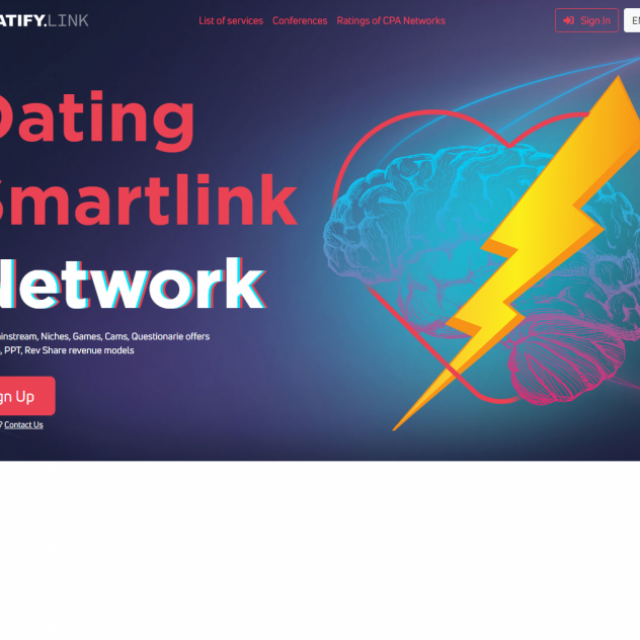 ATIFY.LINK
List of services Conferences Ratings of CPA Networks
Sign In
Dating
Smartlink
Network
instream, Niches, Games, Cams, Questionarie offers
, PPT, Rev Share revenue models
gn Up
? Contact Us